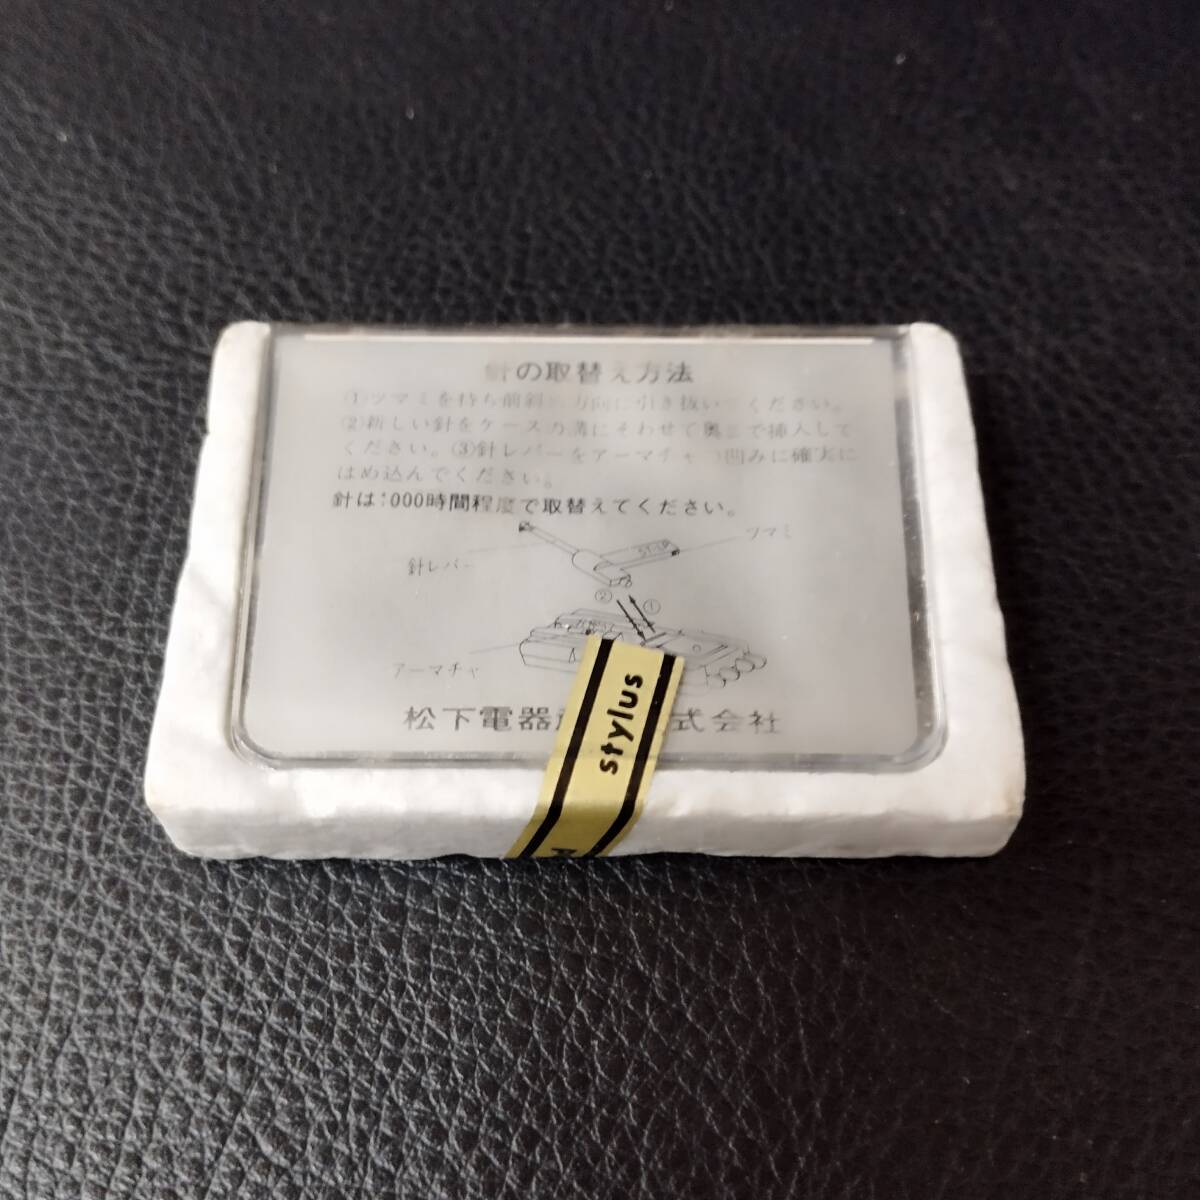 針の取替え方法
①ツマミを持ち前斜め方向に引き抜いてください。
②新しい針をケースの溝にそわせて奥まで挿入して
ください。③針レバーをアーマチャの凹みに確実に
はめ込んでください。
針は1000時間程度で取替えてください。
ツマミ
針レバー
②
①
アーマチャ
松下電器 式会社
stylus